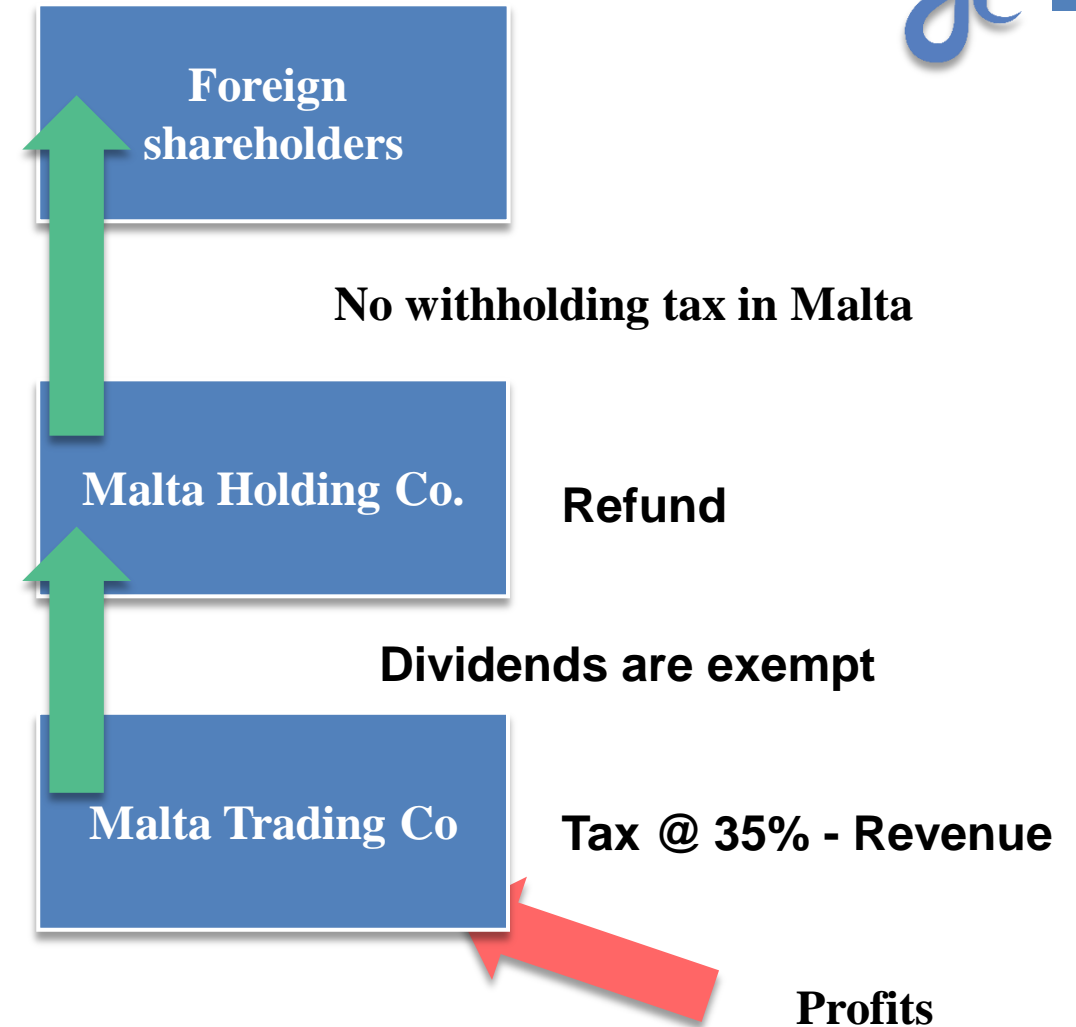 Foreign
shareholders
No withholding tax in Malta
Malta Holding Co.
Refund
Dividends are exempt
Malta Trading Co
Tax @ 35% - Revenue
Profits